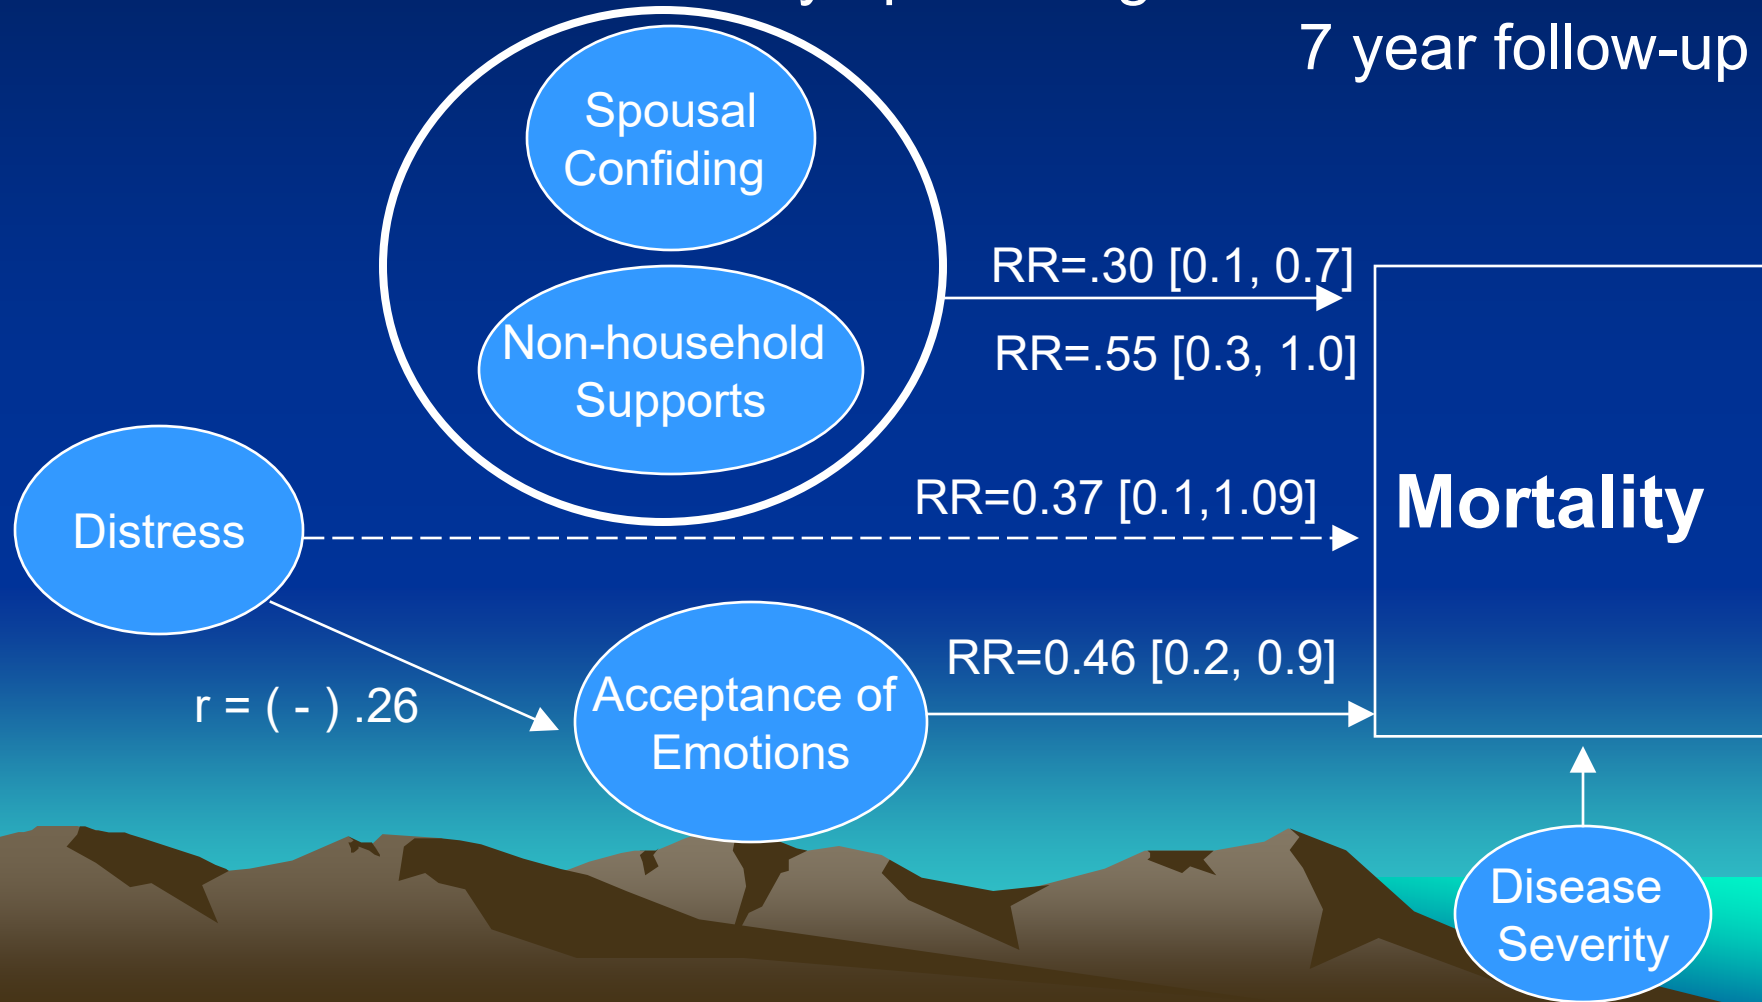 7 year follow-up
Spousal
Confiding
RR=.30 [0.1, 0.7]
Non-household
Supports
RR=.55 [0.3, 1.0]
RR=0.37 [0.1,1.09]
Mortality
Distress
RR=0.46 [0.2, 0.9]
r = ( - ) .26
Acceptance of
Emotions
Disease
Severity